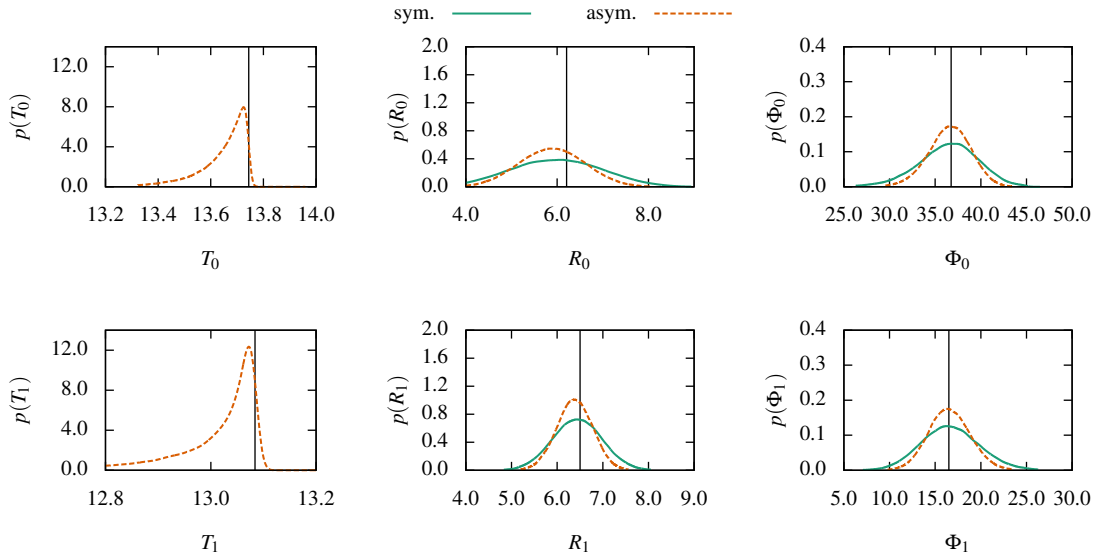 sym. asym.
p(T₀)
12.0
8.0
4.0
0.0
13.2 13.4 13.6 13.8 14.0
T₀
p(R₀)
2.0
1.6
1.2
0.8
0.4
0.0
4.0 6.0 8.0
R₀
p(Φ₀)
0.4
0.3
0.2
0.1
0.0
25.0 30.0 35.0 40.0 45.0 50.0
Φ₀
p(T₁)
12.0
8.0
4.0
0.0
12.8 13.0 13.2
T₁
p(R₁)
2.0
1.6
1.2
0.8
0.4
0.0
4.0 5.0 6.0 7.0 8.0 9.0
R₁
p(Φ₁)
0.4
0.3
0.2
0.1
0.0
5.0 10.0 15.0 20.0 25.0 30.0
Φ₁